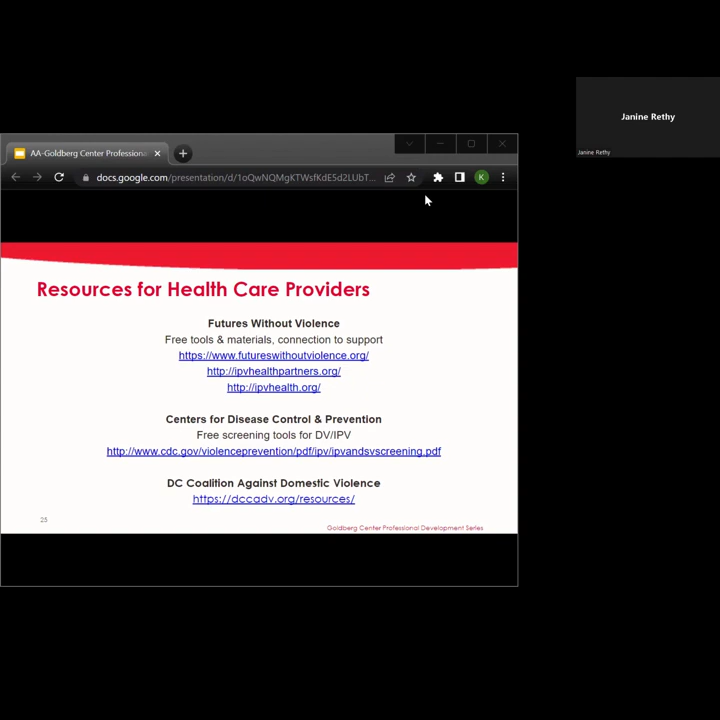 Janine Rethy
Janine Rethy
AA-Goldberg Center Professiona
docs.google.com/presentation/d/1oQwNQMgKTWsfKdE5d2LUbT...
K
Resources for Health Care Providers
Futures Without Violence
Free tools & materials, connection to support
https://www.futureswithoutviolence.org/
http://ipvhealthpartners.org/
http://ipvhealth.org/
Centers for Disease Control & Prevention
Free screening tools for DV/IPV
http://www.cdc.gov/violenceprevention/pdf/ipv/ipvandsvscreening.pdf
DC Coalition Against Domestic Violence
https://dccadv.org/resources/
25
Goldberg Center Professional Development Series